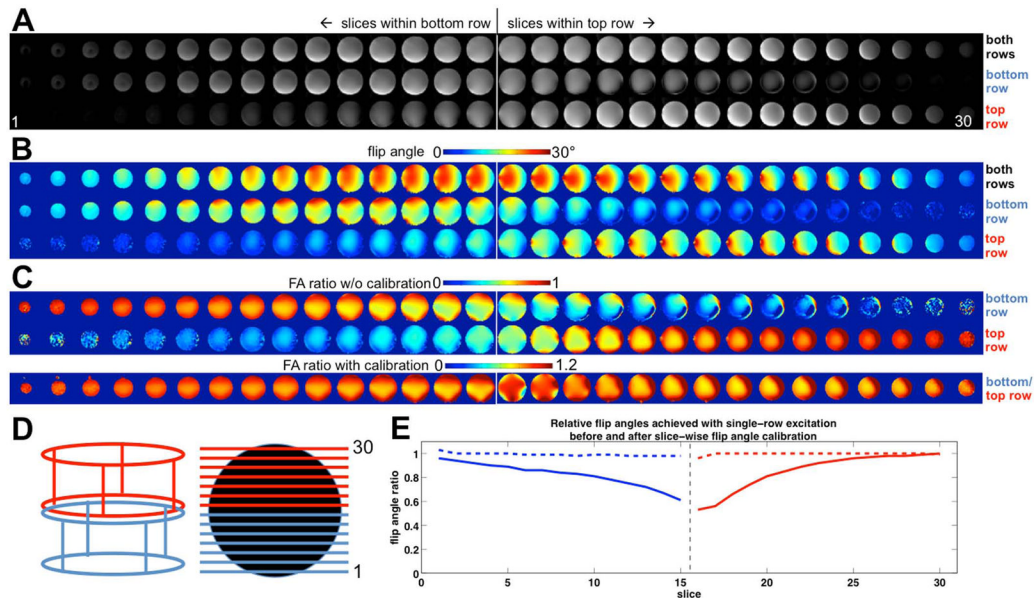 A
← slices within bottom row
slices within top row →
both
rows
bottom
row
top
row
1
30
B
flip angle 0 30°
both
rows
bottom
row
top
row
C
FA ratio w/o calibration 0 1
bottom
row
top
row
FA ratio with calibration 0 1.2
bottom/
top row
D
30
1
E
Relative flip angles achieved with single-row excitation
before and after slice-wise flip angle calibration
flip angle ratio
1
0.8
0.6
0.4
0.2
0
0 5 10 15 20 25 30
slice